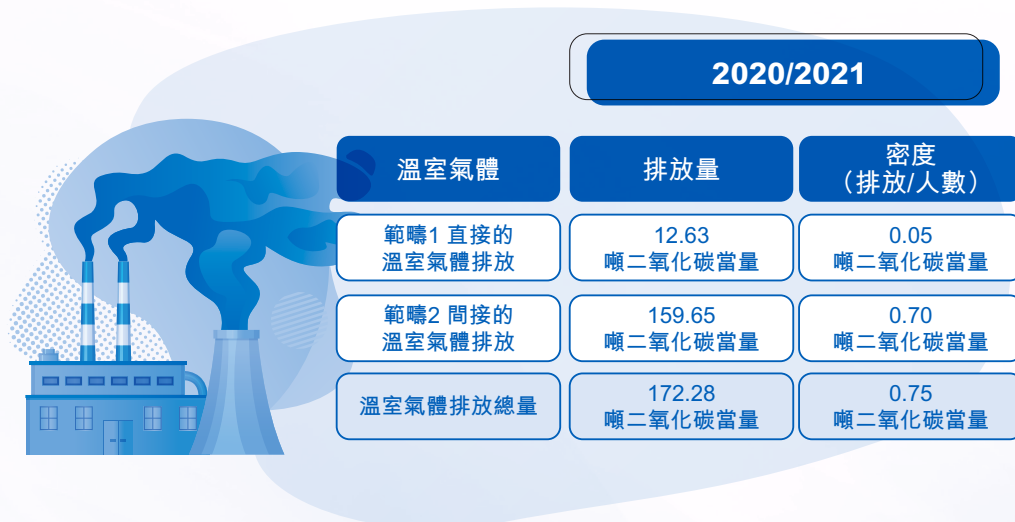 2020/2021
溫室氣體
排放量
密度
（排放/人數）
範疇1 直接的
溫室氣體排放
12.63
噸二氧化碳當量
0.05
噸二氧化碳當量
範疇2 間接的
溫室氣體排放
159.65
噸二氧化碳當量
0.70
噸二氧化碳當量
溫室氣體排放總量
172.28
噸二氧化碳當量
0.75
噸二氧化碳當量